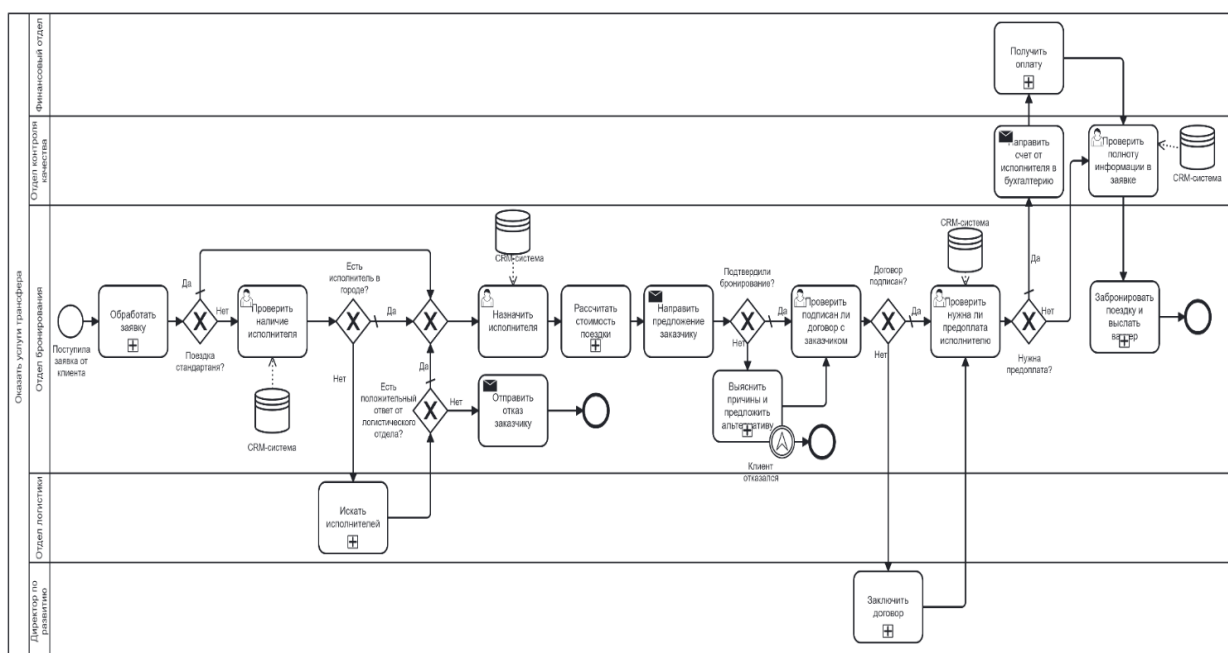 Оказать услуги трансфера
Финансовый отдел
Получить
оплату
Отдел контроля
качества
Направить
счет от
исполнителя в
бухгалтерию
Проверить
полноту
информации в
заявке
CRM-система
Отдел бронирования
Поступила
заявка от
клиента
Обработать
заявку
Да
Нет
Поездка
стандартаня?
Проверить
наличие
исполнителя
CRM-система
Есть
исполнитель в
городе?
Да
Нет
Есть
положительный
ответ от
логистического
отдела?
Да
Нет
CRM-система
Назначить
исполнителя
Отправить
отказ
заказчику
Рассчитать
стоимость
поездки
Направить
предложение
заказчику
Подтвердили
бронирование?
Да
Нет
Выяснить
причины и
предложить
альтернативу
Клиент
отказался
Проверить
подписан ли
договор с
заказчиком
Договор
подписан?
Да
Нет
CRM-система
Проверить
нужна ли
предоплата
исполнителю
Да
Нет
Нужна
предоплата?
Забронировать
поездку и
выслать
ваучер
Отдел логистики
Искать
исполнителей
Директор по
развитию
Заключить
договор